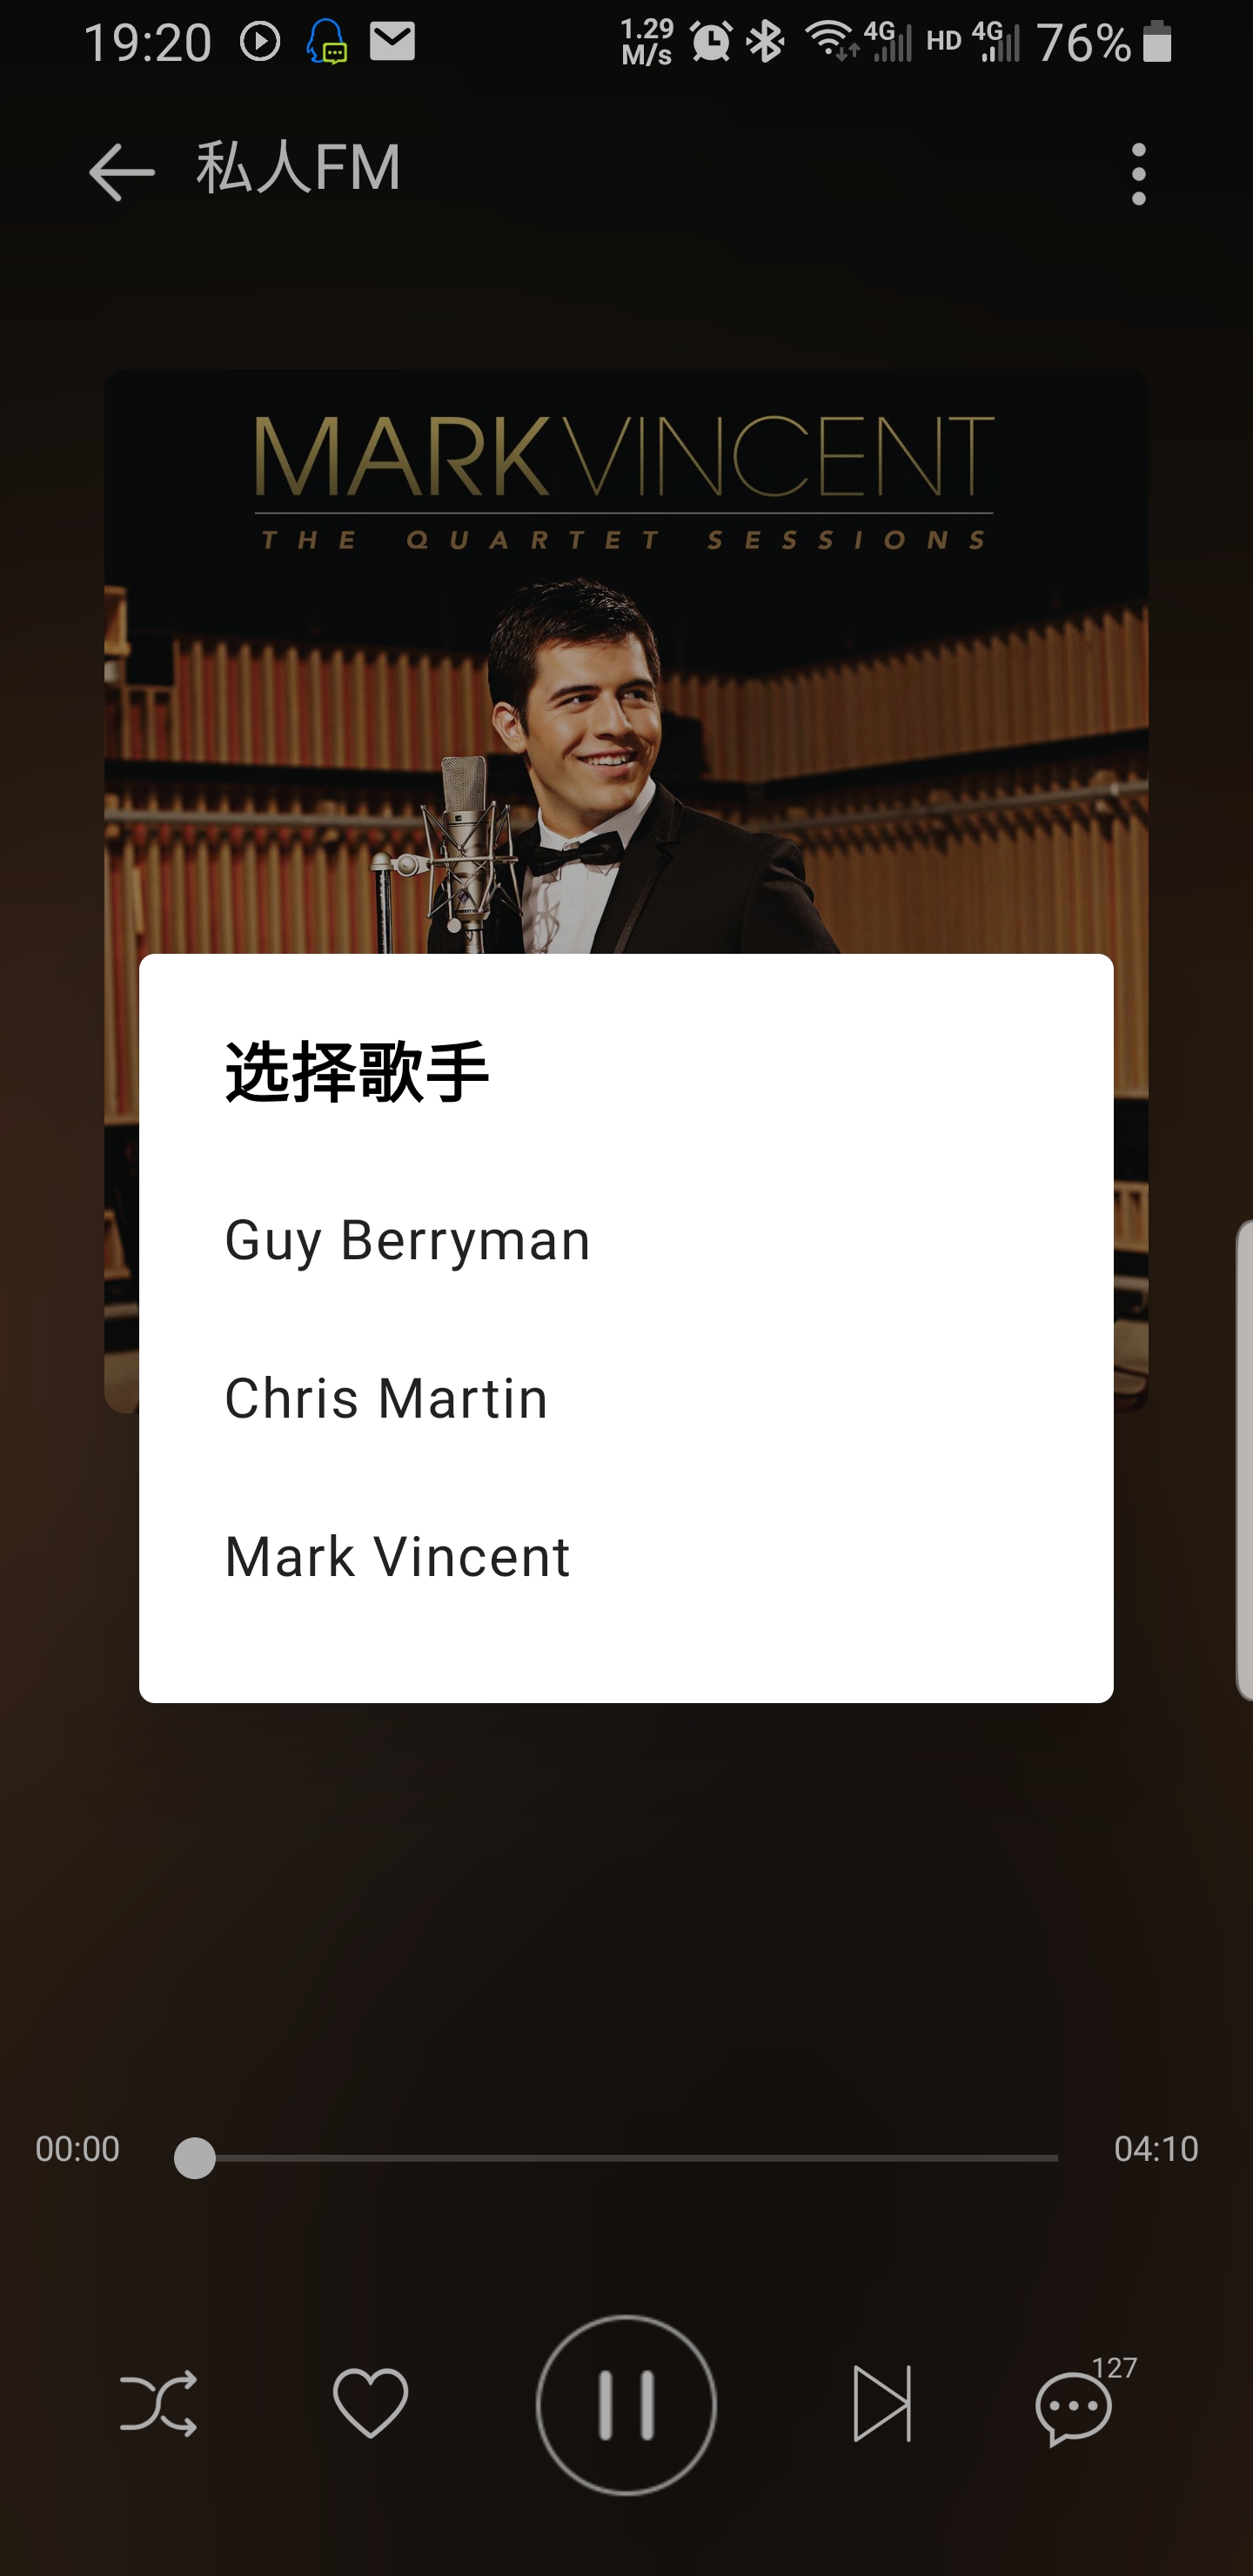 19:20
1.29
M/s
4G
HD
4G
76%
私人FM
MARK VINCENT
THE QUARTET SESSIONS
选择歌手
Guy Berryman
Chris Martin
Mark Vincent
00:00
04:10
127